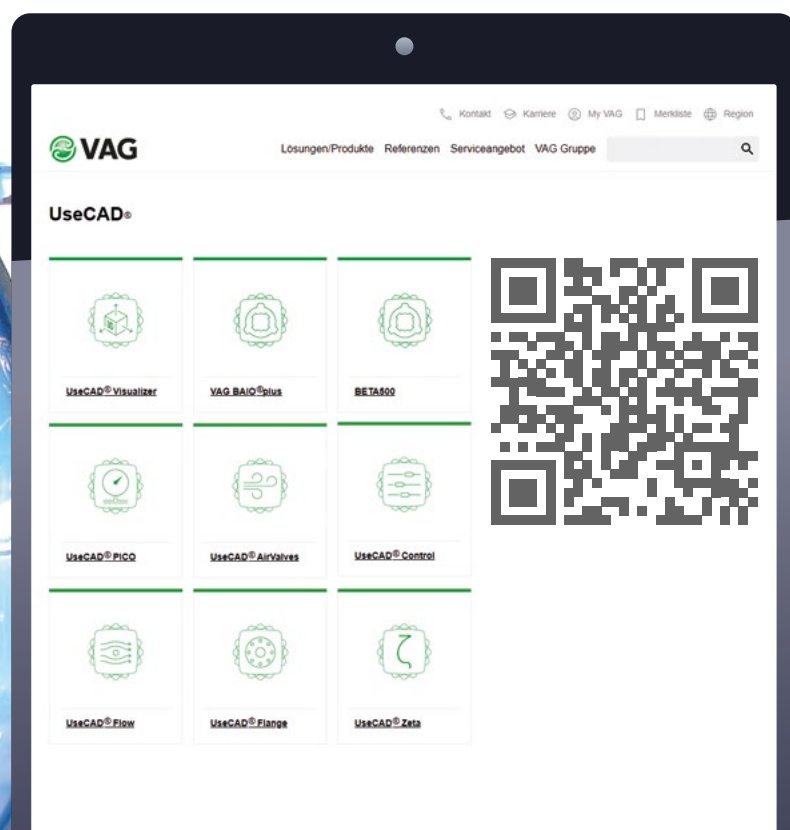 Kontakt Karriere My VAG Merkliste Region
VAG Lösungen/Produkte Referenzen Serviceangebot VAG Gruppe
UseCAD®
UseCAD® Visualizer VAG BAIO®plus BETA500
UseCAD® PICO UseCAD® AirValves UseCAD® Control
UseCAD® Flow UseCAD® Flange UseCAD® Zeta